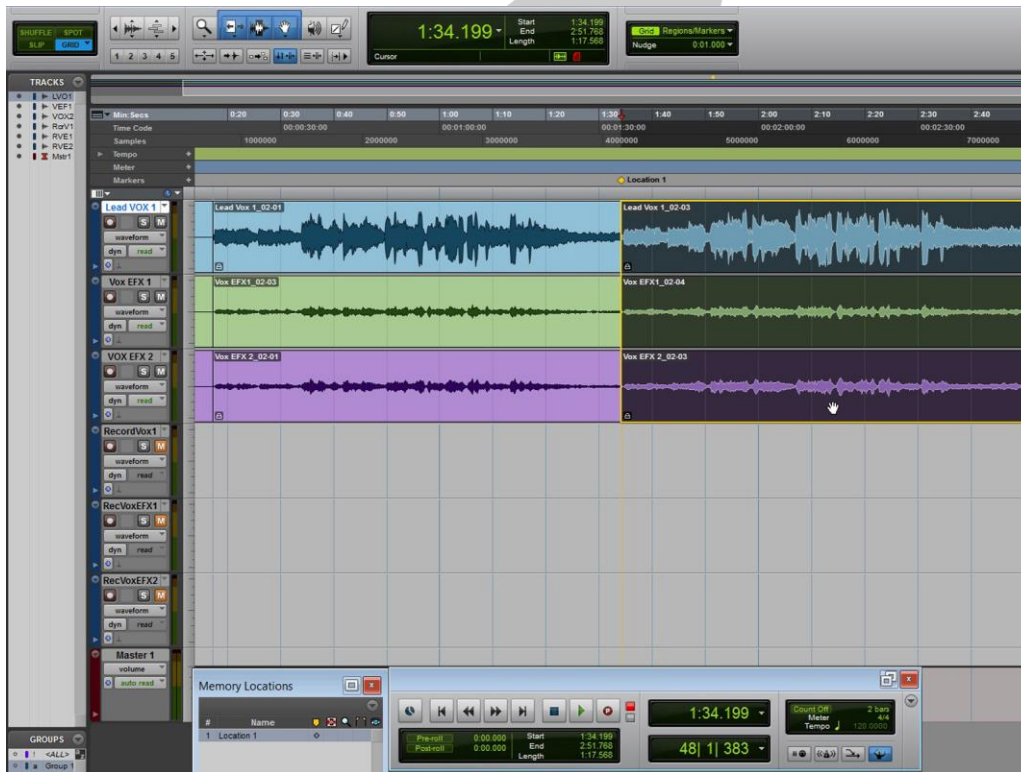 SHUFFLE SPOT
SLIP GRID
1 2 3 4 5
1:34.199
Start 1:34.199
End 2:51.768
Length 1:17.568
Cursor
Grid Regions/Markers
Nudge 0:01.000
TRACKS
LVO1
VEF1
VOX2
RVE1
RVE2
Mstr1
Min:Secs 0:20 0:30 0:40 0:50 1:00 1:10 1:20 1:30 1:40 1:50 2:00 2:10 2:20 2:30 2:40
Time Code 00:00:30:00 00:01:00:00 00:01:30:00 00:02:00:00 00:02:30:00
Samples 1000000 2000000 3000000 4000000 5000000 6000000 7000000
Tempo
Meter
Markers Location 1
Lead VOX 1
S M
waveform
dyn read
Lead Vox 1_02-01
Lead Vox 1_02-03
Vox EFX 1
S M
waveform
dyn read
Vox EFX1_02-03
Vox EFX1_02-04
VOX EFX 2
S M
waveform
dyn read
Vox EFX 2_02-01
Vox EFX 2_02-03
RecordVox1
S M
waveform
dyn read
RecVoxEFX1
S M
waveform
dyn read
RecVoxEFX2
S M
waveform
dyn read
Master 1
volume
auto read
GROUPS
! <ALL>
a Group 1
Memory Locations
# Name
1 Location 1
Pre-roll 0:00.000
Post-roll 0:00.000
Start 1:34.199
End 2:51.768
Length 1:17.568
1:34.199
48| 1| 383
Count Off 2 bars
Meter 4/4
Tempo 120.0000